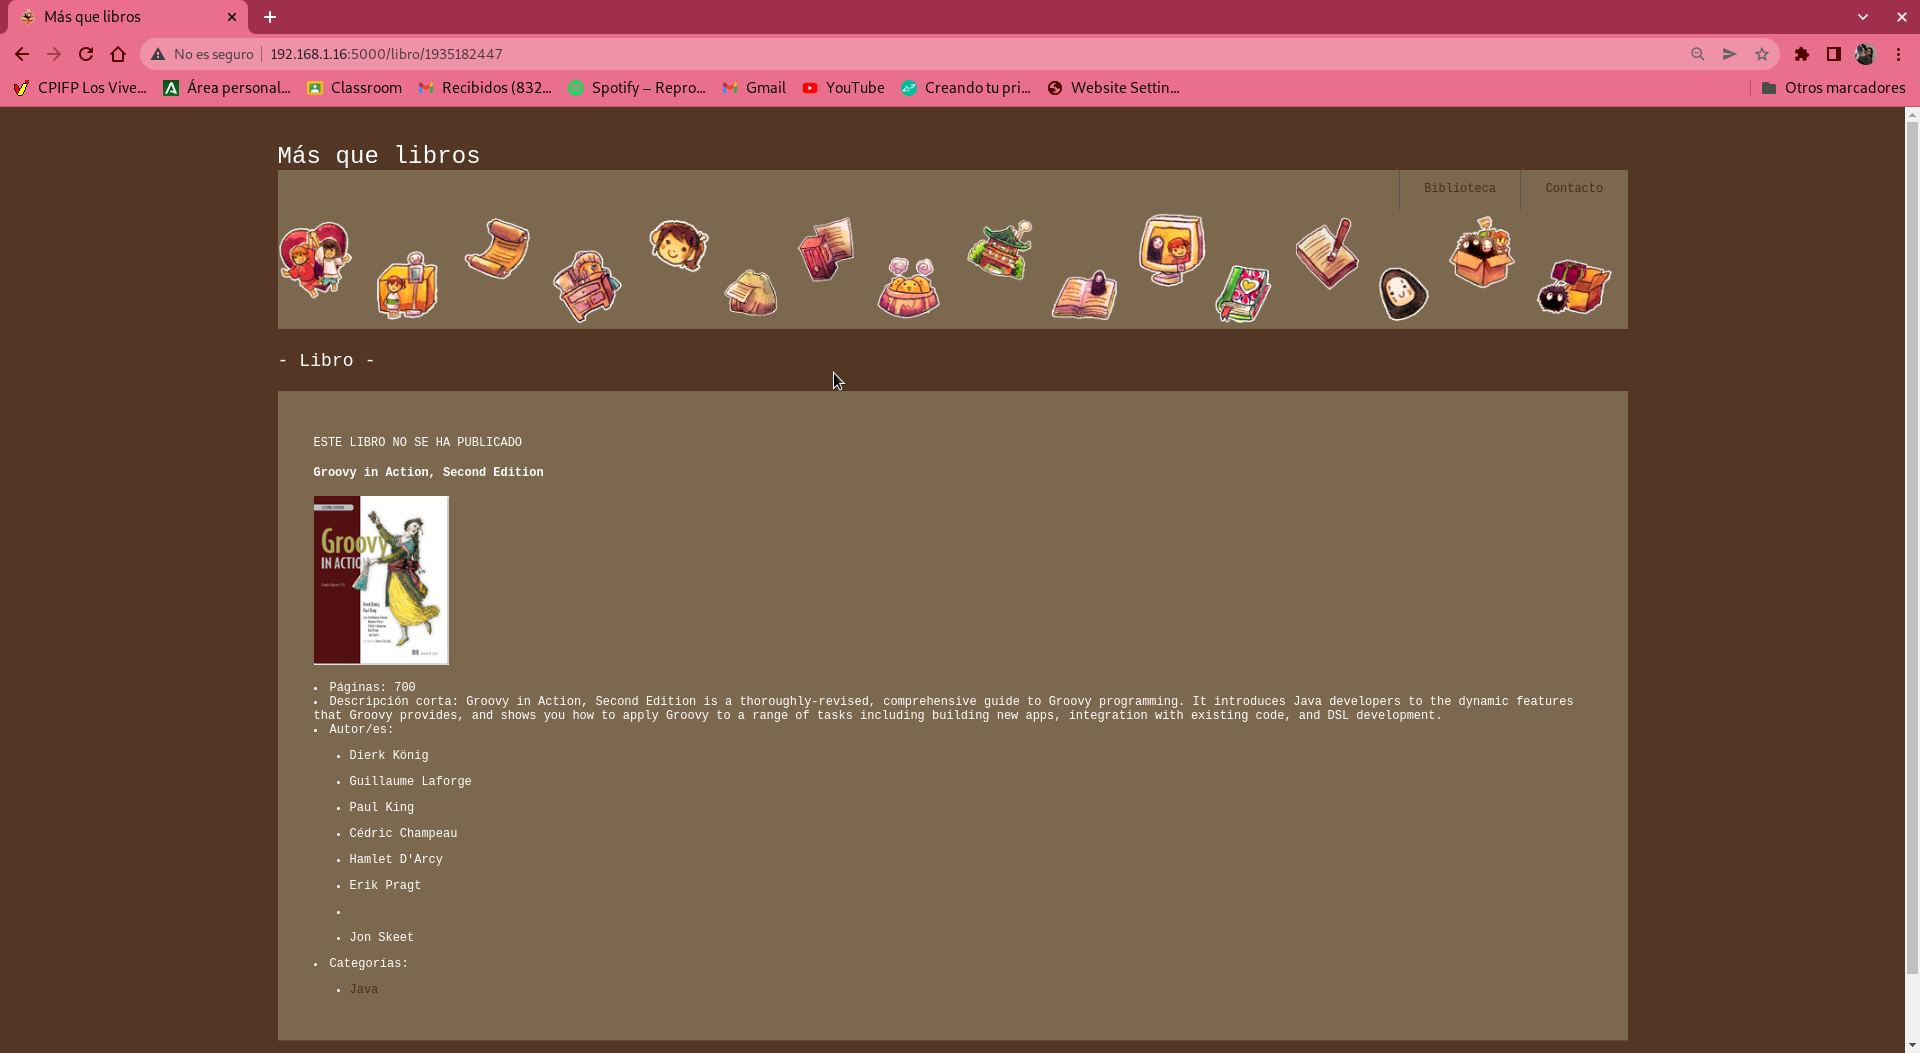 Más que libros
No es seguro
192.168.1.16:5000/libro/1935182447
CPIFP Los Vive...
Área personal...
Classroom
Recibidos (832...
Spotify – Repro...
Gmail
YouTube
Creando tu pri...
Website Settin...
Otros marcadores
Más que libros
Biblioteca
Contacto
- Libro -
ESTE LIBRO NO SE HA PUBLICADO
Groovy in Action, Second Edition
Groovy
IN ACTION
• Páginas: 700
• Descripción corta: Groovy in Action, Second Edition is a thoroughly-revised, comprehensive guide to Groovy programming. It introduces Java developers to the dynamic features
that Groovy provides, and shows you how to apply Groovy to a range of tasks including building new apps, integration with existing code, and DSL development.
• Autor/es:
• Dierk König
• Guillaume Laforge
• Paul King
• Cédric Champeau
• Hamlet D'Arcy
• Erik Pragt
•
• Jon Skeet
• Categorías:
• Java